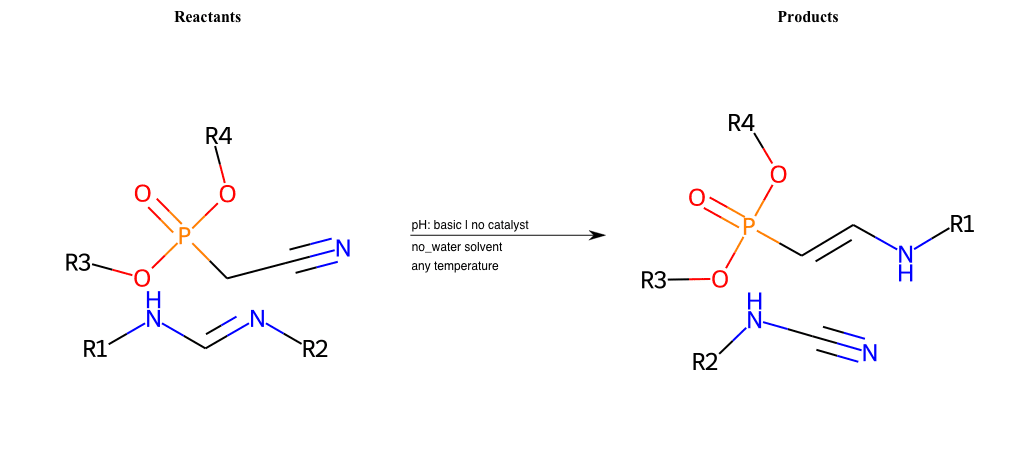 Reactants
Products
R4
O
O
P
N
R3
O
H
N
N
R1
R2
pH: basic | no catalyst
no_water solvent
any temperature
R4
O
O
P
R1
N
H
R3
O
H
N
R2
N